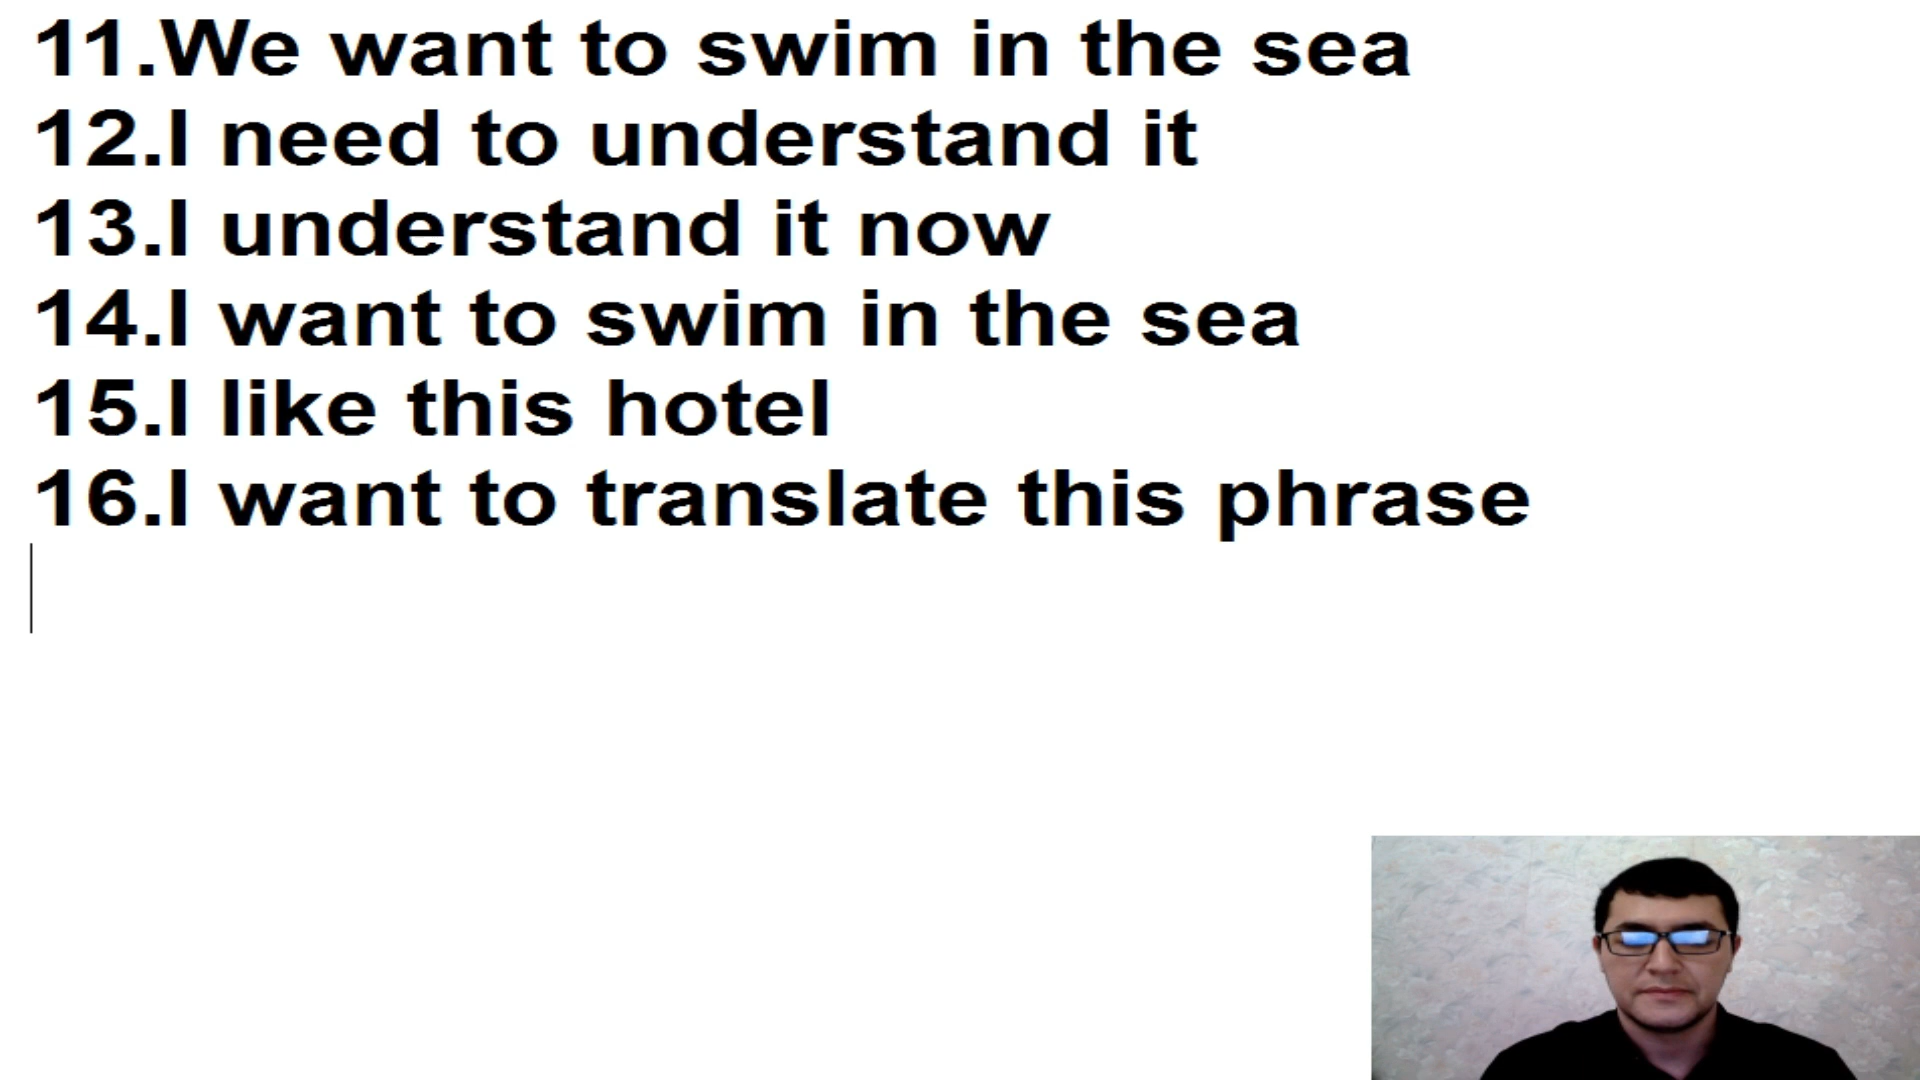 11.We want to swim in the sea
12.I need to understand it
13.I understand it now
14.I want to swim in the sea
15.I like this hotel
16.I want to translate this phrase